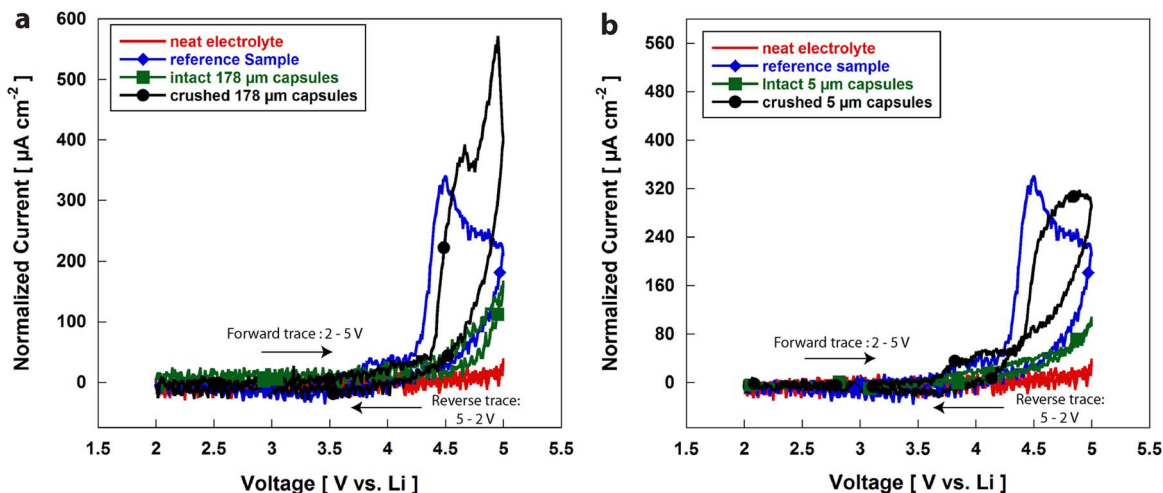 a
600
500
400
300
200
100
0
Normalized Current [ µA cm-2 ]
neat electrolyte
reference Sample
intact 178 µm capsules
crushed 178 µm capsules
Forward trace : 2 - 5 V
Reverse trace:
5 - 2 V
1.5 2 2.5 3 3.5 4 4.5 5 5.5
Voltage [ V vs. Li ]
b
560
480
400
320
240
160
80
0
Normalized Current [ µA cm-2 ]
neat electrolyte
reference sample
Intact 5 µm capsules
crushed 5 µm capsules
Forward trace : 2 - 5 V
Reverse trace:
5 - 2 V
1.5 2 2.5 3 3.5 4 4.5 5 5.5
Voltage [ V vs. Li ]